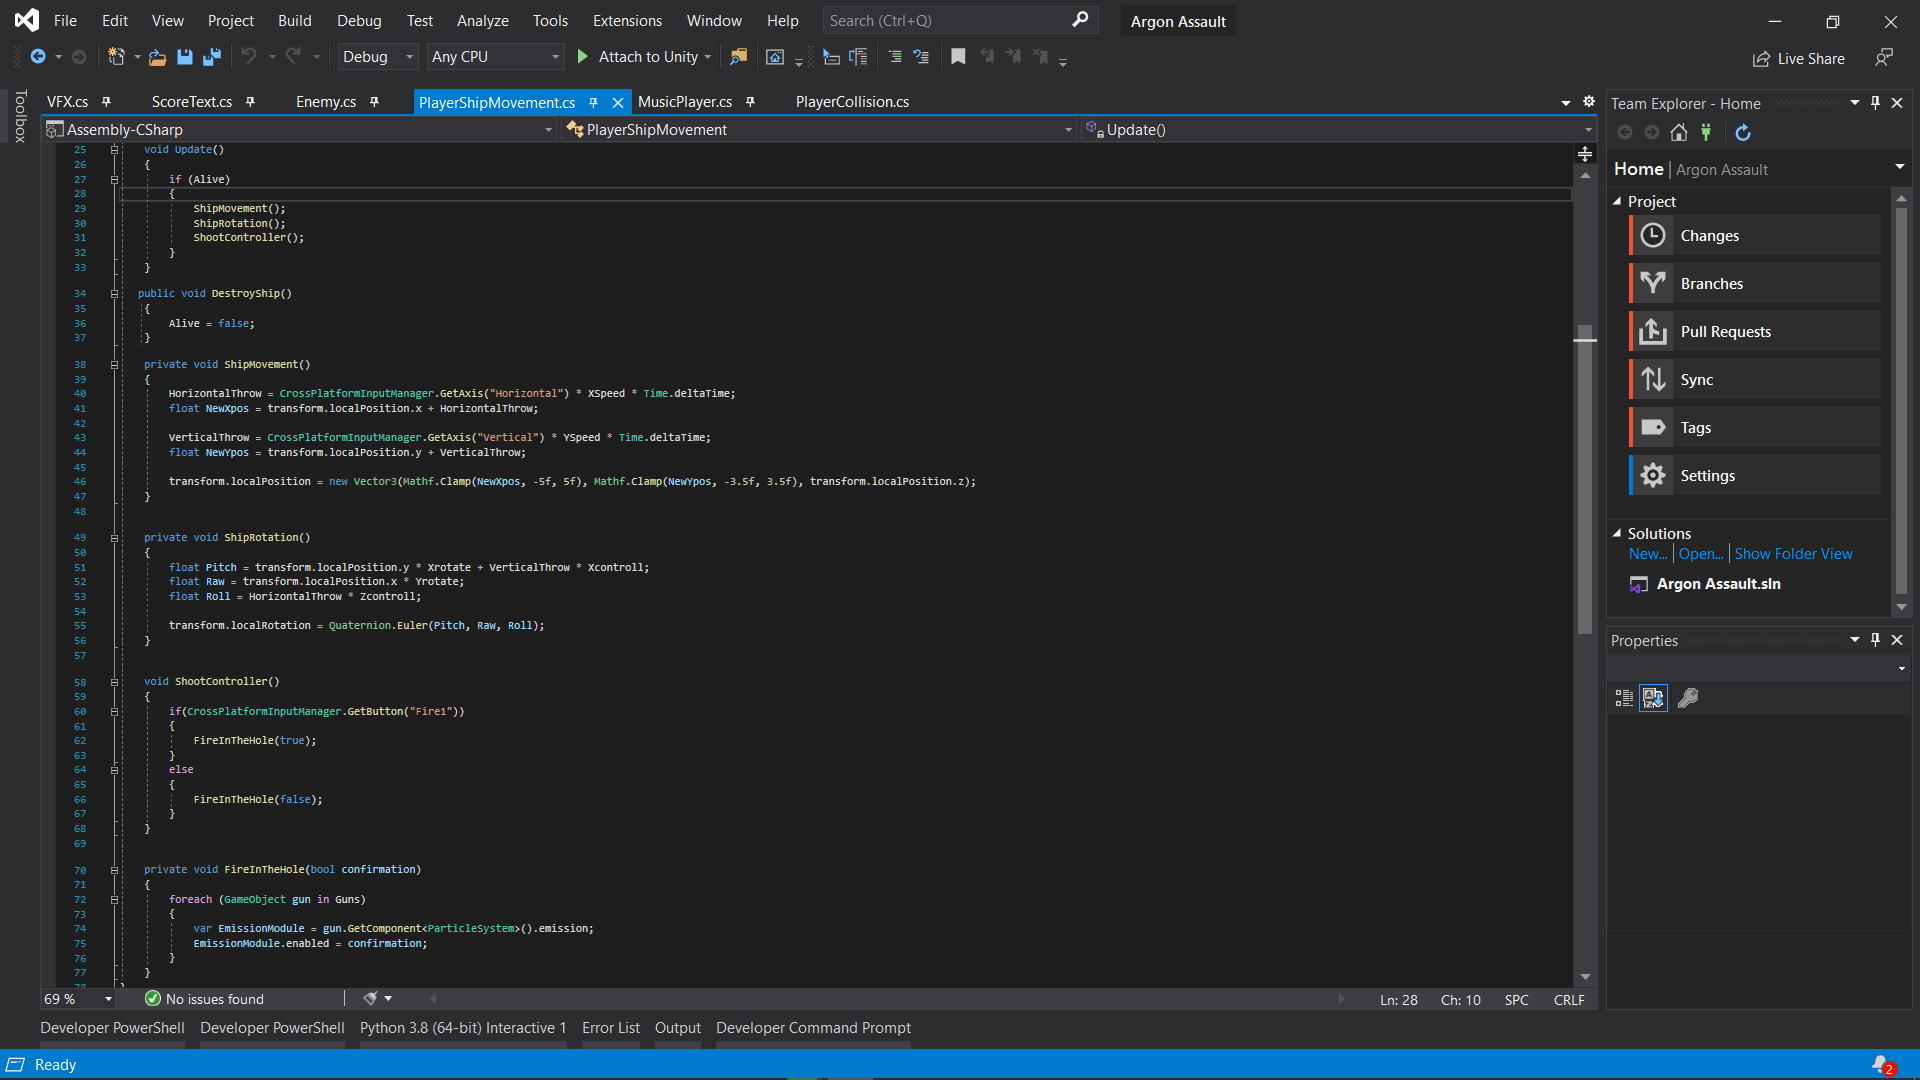 File Edit View Project Build Debug Test Analyze Tools Extensions Window Help Search (Ctrl+Q) Argon Assault
Debug Any CPU Attach to Unity Live Share
Toolbox
VFX.cs ScoreText.cs Enemy.cs PlayerShipMovement.cs MusicPlayer.cs PlayerCollision.cs
Assembly-CSharp PlayerShipMovement Update()
25 void Update()
26 {
27 if (Alive)
28 {
29 ShipMovement();
30 ShipRotation();
31 ShootController();
32 }
33 }
34 public void DestroyShip()
35 {
36 Alive = false;
37 }
38 private void ShipMovement()
39 {
40 HorizontalThrow = CrossPlatformInputManager.GetAxis("Horizontal") * XSpeed * Time.deltaTime;
41 float NewXpos = transform.localPosition.x + HorizontalThrow;
42
43 VerticalThrow = CrossPlatformInputManager.GetAxis("Vertical") * YSpeed * Time.deltaTime;
44 float NewYpos = transform.localPosition.y + VerticalThrow;
45
46 transform.localPosition = new Vector3(Mathf.Clamp(NewXpos, -5f, 5f), Mathf.Clamp(NewYpos, -3.5f, 3.5f), transform.localPosition.z);
47 }
48
49 private void ShipRotation()
50 {
51 float Pitch = transform.localPosition.y * Xrotate + VerticalThrow * Xcontroll;
52 float Raw = transform.localPosition.x * Yrotate;
53 float Roll = HorizontalThrow * Zcontroll;
54
55 transform.localRotation = Quaternion.Euler(Pitch, Raw, Roll);
56 }
57
58 void ShootController()
59 {
60 if(CrossPlatformInputManager.GetButton("Fire1"))
61 {
62 FireInTheHole(true);
63 }
64 else
65 {
66 FireInTheHole(false);
67 }
68 }
69
70 private void FireInTheHole(bool confirmation)
71 {
72 foreach (GameObject gun in Guns)
73 {
74 var EmissionModule = gun.GetComponent<ParticleSystem>().emission;
75 EmissionModule.enabled = confirmation;
76 }
77 }
78 }
69 % No issues found Ln: 28 Ch: 10 SPC CRLF
Team Explorer - Home
Home | Argon Assault
Project
Changes
Branches
Pull Requests
Sync
Tags
Settings
Solutions
New... | Open... | Show Folder View
Argon Assault.sln
Properties
Developer PowerShell Developer PowerShell Python 3.8 (64-bit) Interactive 1 Error List Output Developer Command Prompt
Ready 2